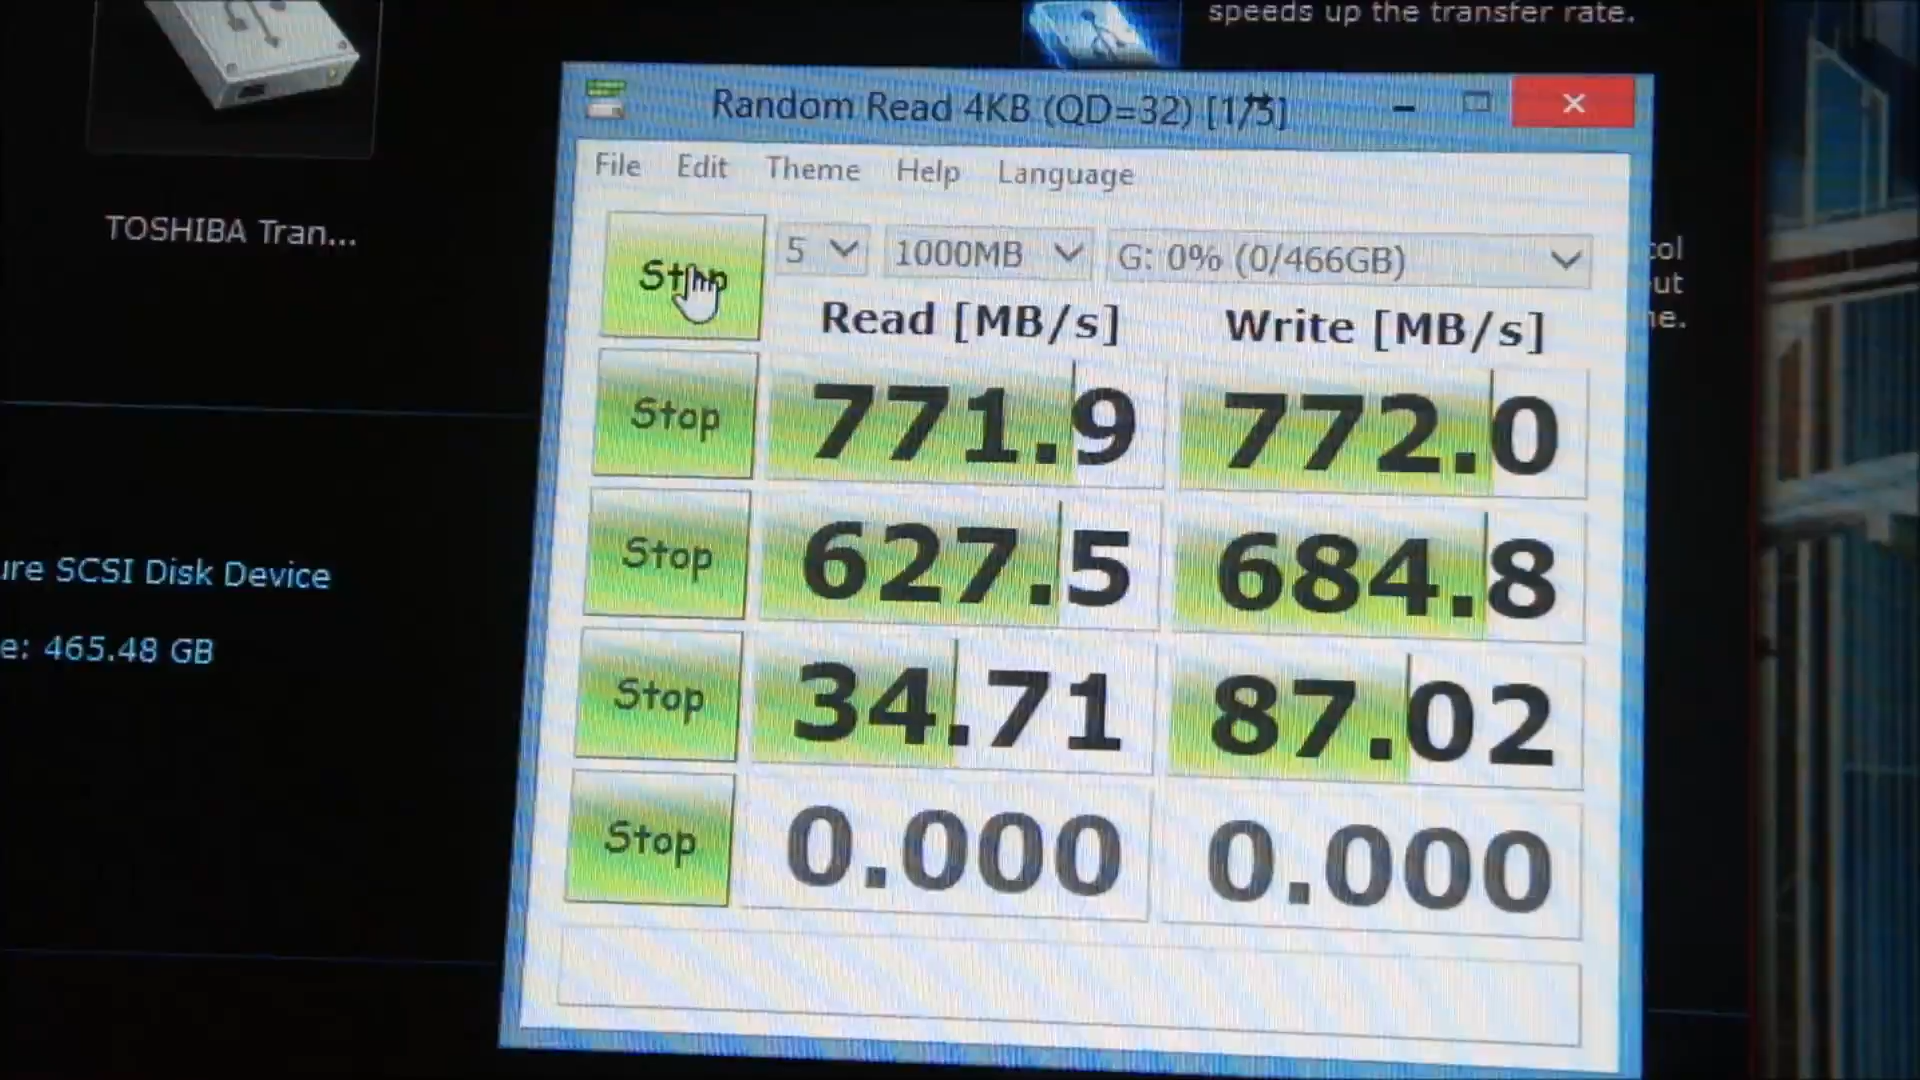 speeds up the transfer rate.
Random Read 4KB (QD=32) [1/5]
File Edit Theme Help Language
TOSHIBA Tran...
Stop 5 1000MB G: 0% (0/466GB)
Read [MB/s] Write [MB/s]
Stop 771.9 772.0
Stop 627.5 684.8
SCSI Disk Device
465.48 GB
Stop 34.71 87.02
Stop 0.000 0.000